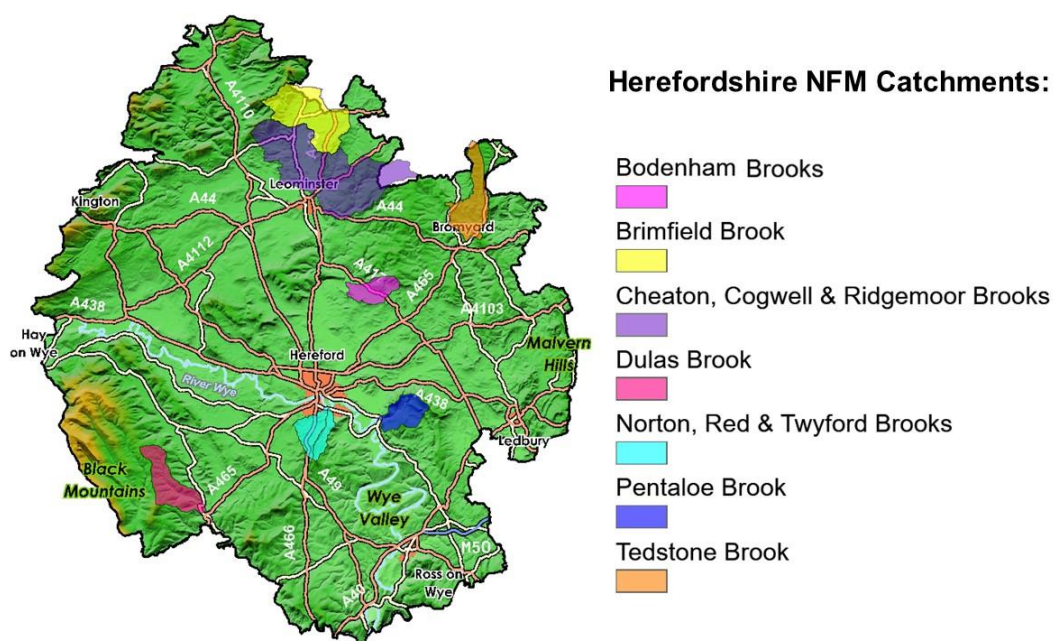 Herefordshire NFM Catchments:
Bodenham Brooks
Brimfield Brook
Cheaton, Cogwell & Ridgemoor Brooks
Dulas Brook
Norton, Red & Twyford Brooks
Pentaloe Brook
Tedstone Brook
A4110
Leominster
Kington
A44
A44
Bromyard
A4112
A465
A438
A4103
Hay
on Wye
Malvern
Hills
Hereford
River Wye
A438
Ledbury
Black
Mountains
A465
A49
Wye
Valley
A466
M50
Ross on
Wye
A40